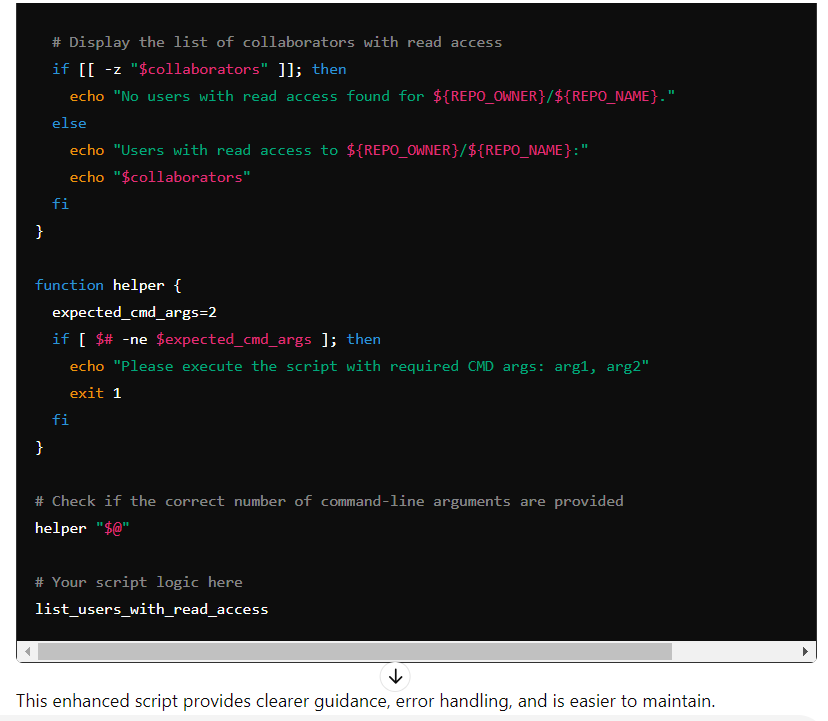 # Display the list of collaborators with read access
if [[ -z "$collaborators" ]]; then
echo "No users with read access found for ${REPO_OWNER}/${REPO_NAME}."
else
echo "Users with read access to ${REPO_OWNER}/${REPO_NAME}:"
echo "$collaborators"
fi
}
function helper {
expected_cmd_args=2
if [ $# -ne $expected_cmd_args ]; then
echo "Please execute the script with required CMD args: arg1, arg2"
exit 1
fi
}
# Check if the correct number of command-line arguments are provided
helper "$@"
# Your script logic here
list_users_with_read_access
This enhanced script provides clearer guidance, error handling, and is easier to maintain.